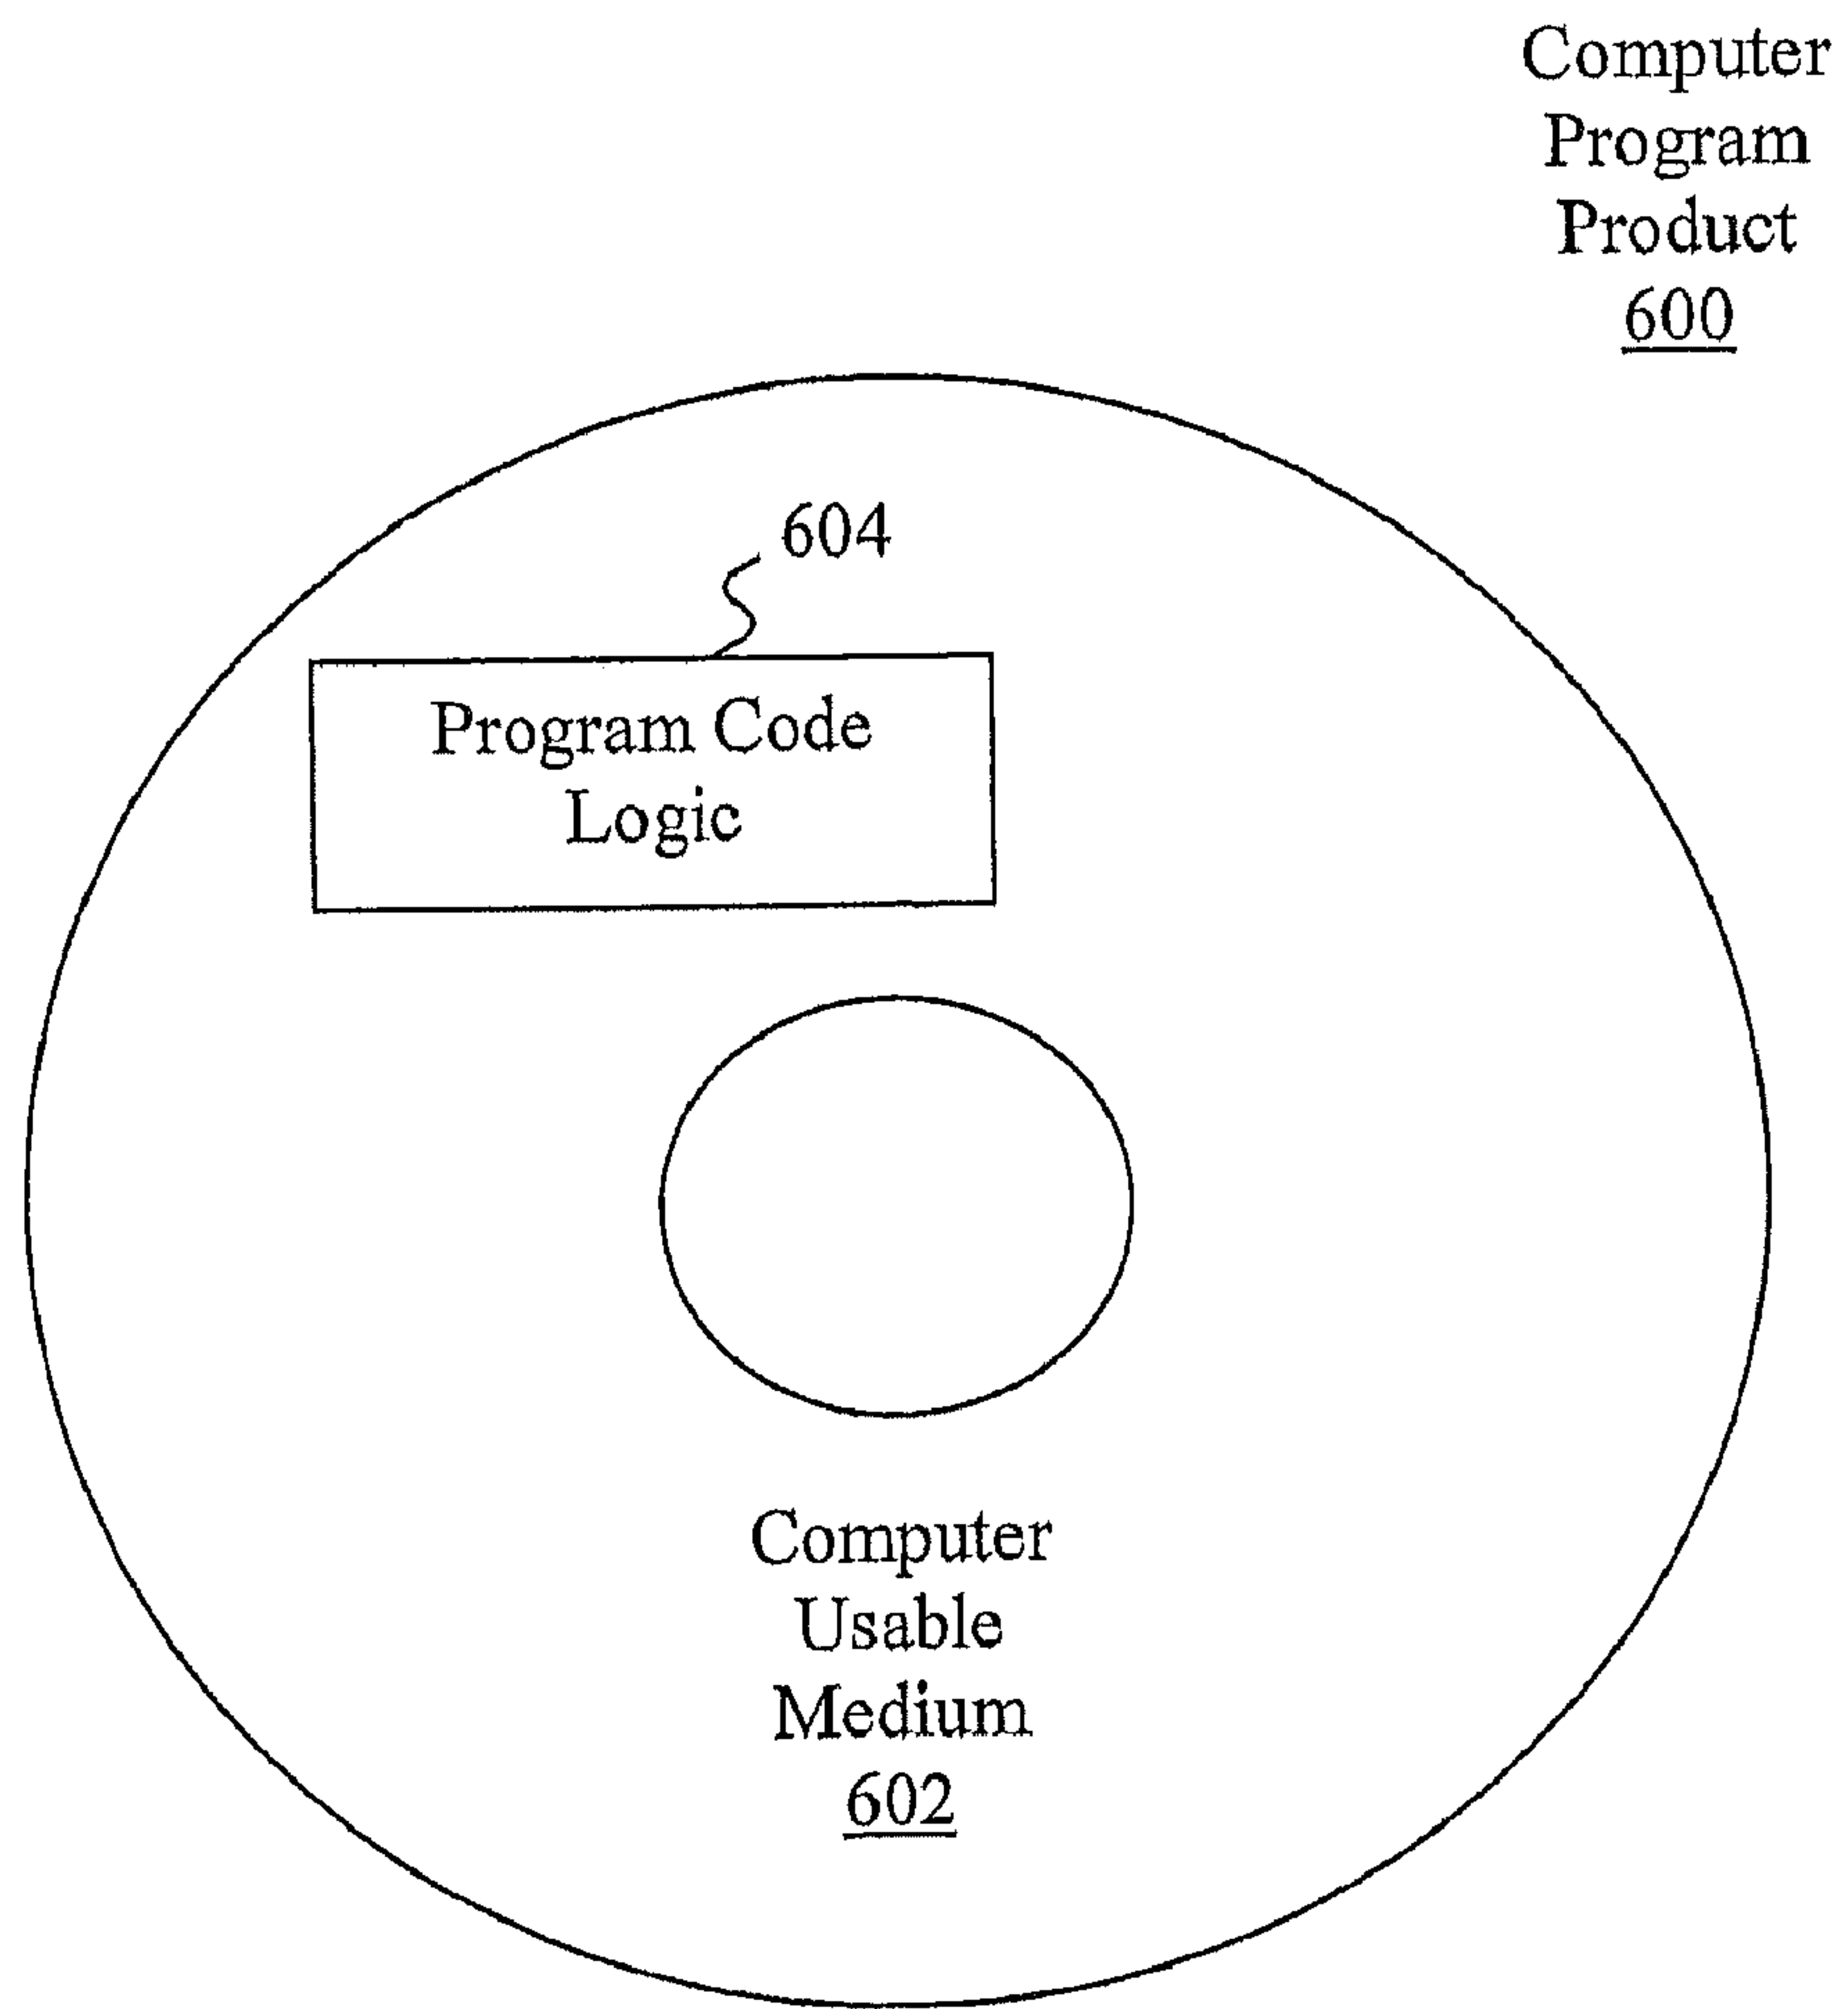 Computer
Program
Product
600
604
Program Code
Logic
Computer
Usable
Medium
602